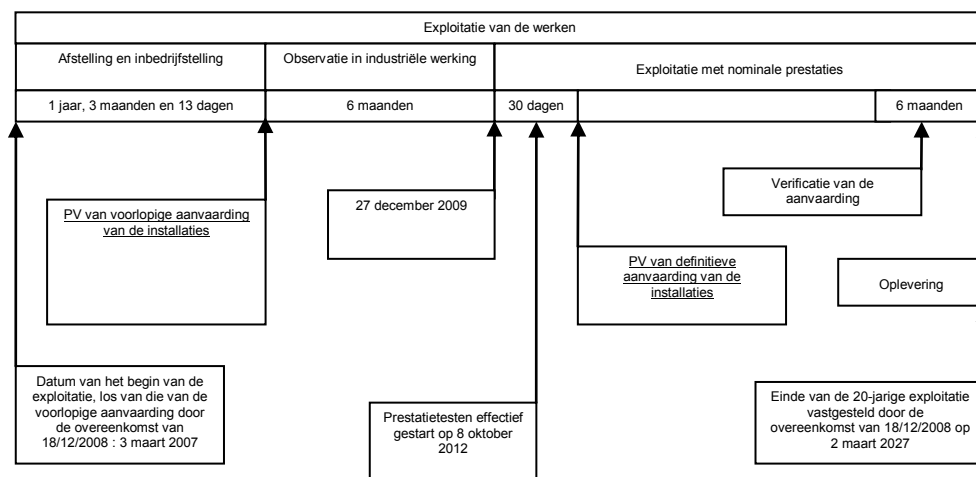 Exploitatie van de werken
Afstelling en inbedrijfstelling
Observatie in industriële werking
Exploitatie met nominale prestaties
1 jaar, 3 maanden en 13 dagen
6 maanden
30 dagen
6 maanden
PV van voorlopige aanvaarding
van de installaties
27 december 2009
Verificatie van de
aanvaarding
PV van definitieve
aanvaarding van de
installaties
Oplevering
Datum van het begin van de
exploitatie, los van die van de
voorlopige aanvaarding door
de overeenkomst van
18/12/2008 : 3 maart 2007
Prestatietesten effectief
gestart op 8 oktober
2012
Einde van de 20-jarige exploitatie
vastgesteld door de
overeenkomst van 18/12/2008 op
2 maart 2027